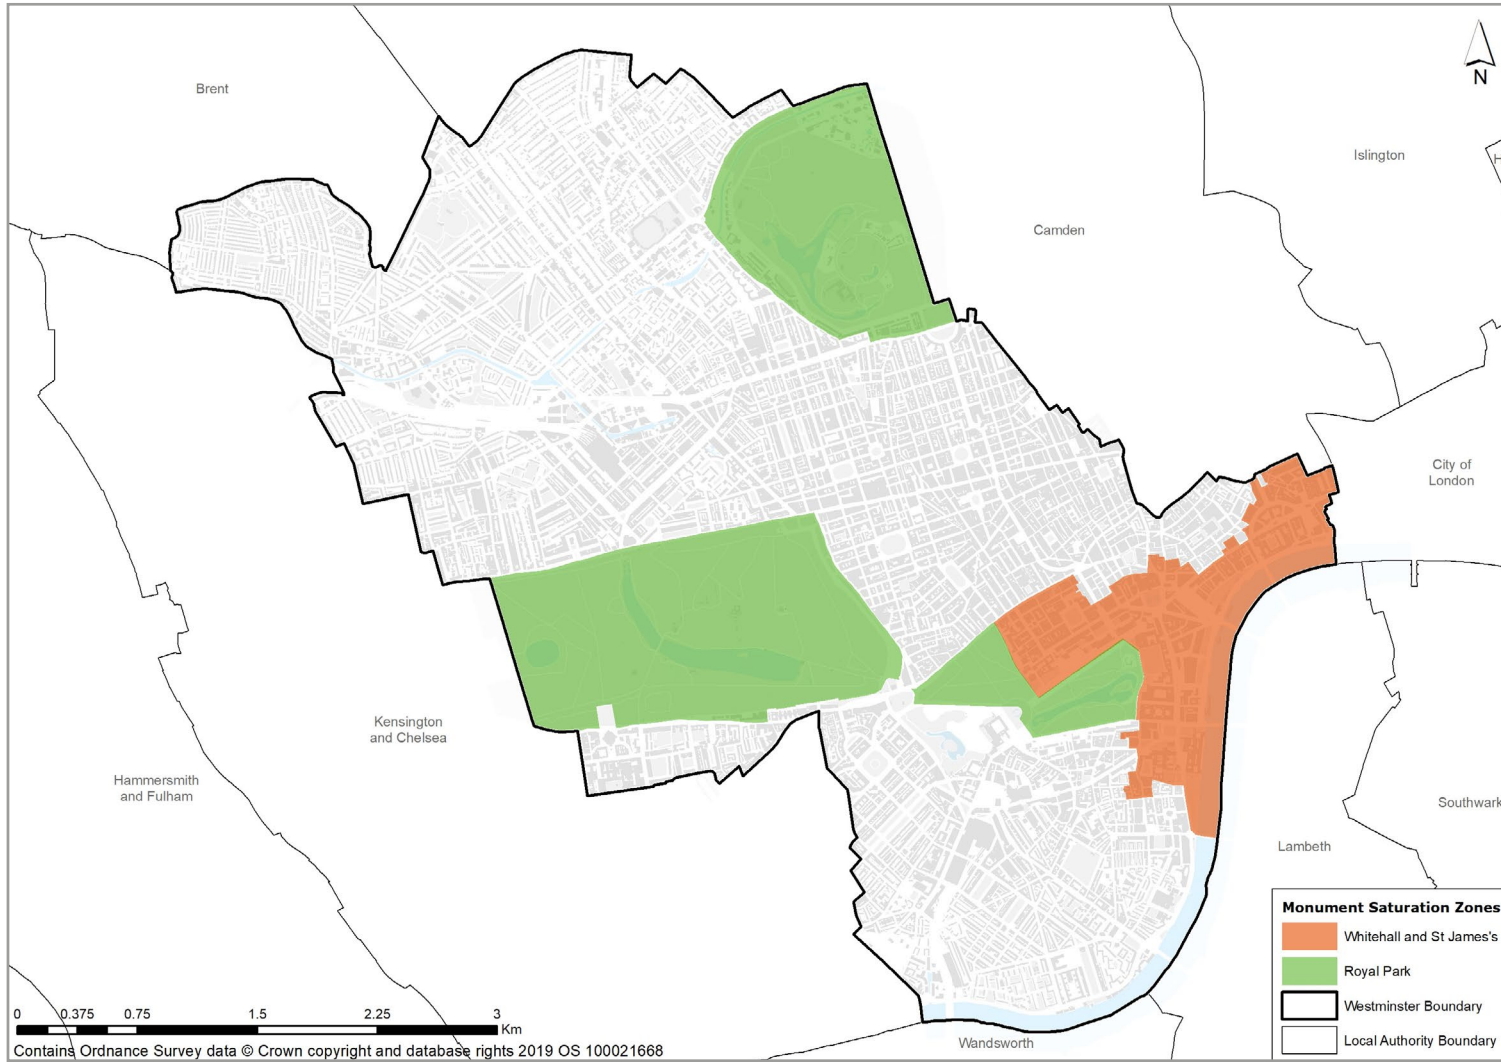 Brent
N
Islington
H
Camden
City of
London
Kensington
and Chelsea
Hammersmith
and Fulham
Southwark
Lambeth
Monument Saturation Zones
Whitehall and St James's
Royal Park
Westminster Boundary
Local Authority Boundary
0 0.375 0.75 1.5 2.25 3
Km
Contains Ordnance Survey data © Crown copyright and database rights 2019 OS 100021668
Wandsworth